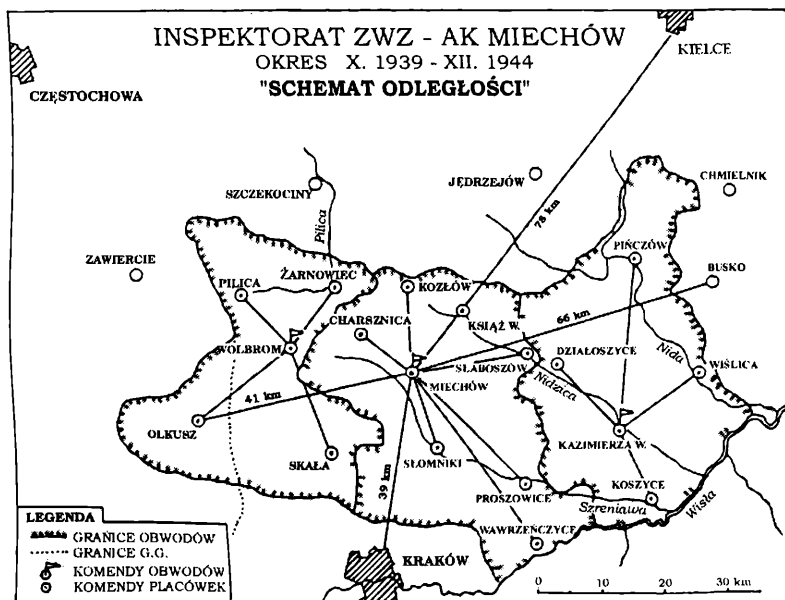 INSPEKTORAT ZWZ - AK MIECHÓW
OKRES X. 1939 - XII. 1944
"SCHEMAT ODLEGŁOŚCI"
KIELCE
CZĘSTOCHOWA
SZCZEKOCINY
JĘDRZEJÓW
CHMIELNIK
Pilica
78 km
ZAWIERCIE
PIŃCZÓW
PILICA
ŻARNOWIEC
KOZŁÓW
BUSKO
CHARSZNICA
KSIĄŻ W.
66 km
WOLBROM
SŁABOSZÓW
DZIAŁOSZYCE
Nida
WIŚLICA
MIECHÓW
Nidzica
41 km
OLKUSZ
KAZIMIERZA W.
SKAŁA
SŁOMNIKI
39 km
PROSZOWICE
KOSZYCE
Szreniawa
Wisła
WAWRZEŃCZYCE
KRAKÓW
LEGENDA
GRANICE OBWODÓW
GRANICE G.G.
KOMENDY OBWODÓW
KOMENDY PLACÓWEK
0 10 20 30 km